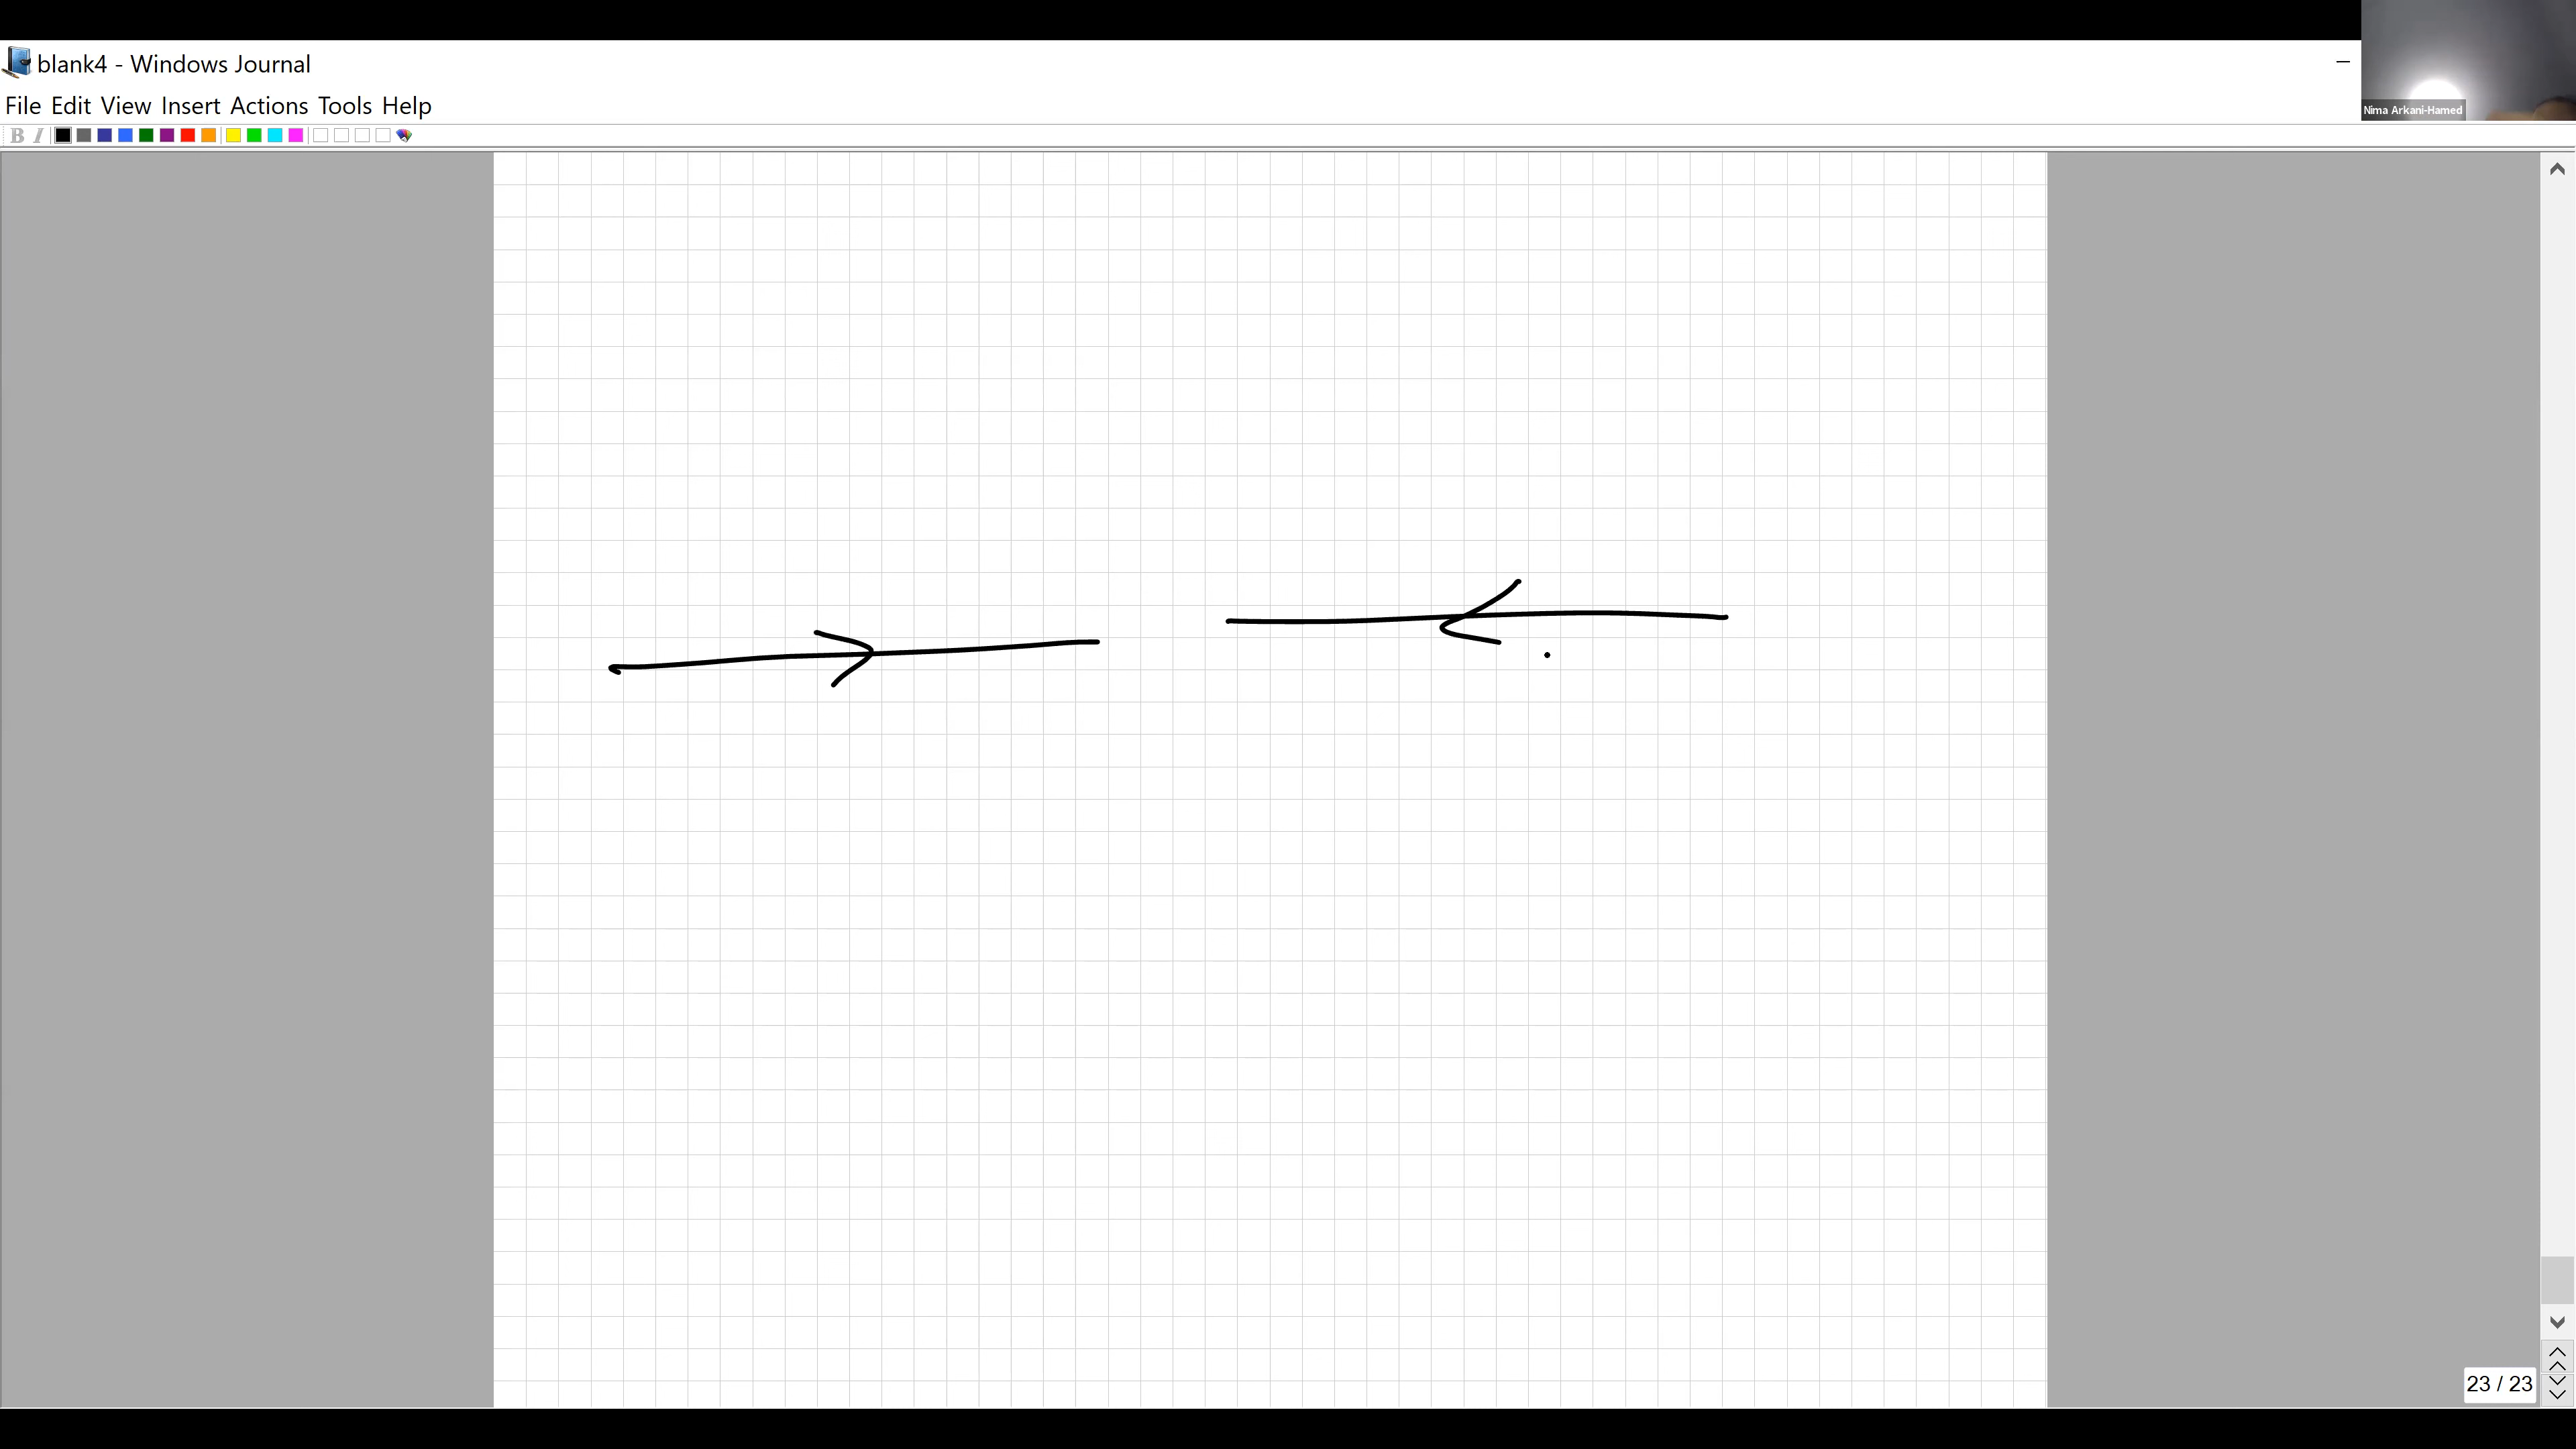 blank4 - Windows Journal
Nima Arkani-Hamed
File Edit View Insert Actions Tools Help
B I
23 / 23